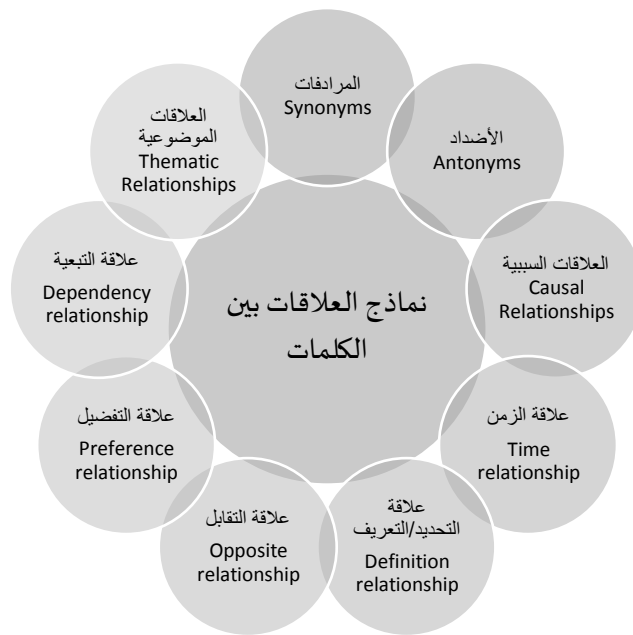 نماذج العلاقات بين
الكلمات
المرادفات
Synonyms
الأضداد
Antonyms
العلاقات السببية
Causal
Relationships
علاقة الزمن
Time
relationship
علاقة
التحديد/التعريف
Definition
relationship
علاقة التقابل
Opposite
relationship
علاقة التفضيل
Preference
relationship
علاقة التبعية
Dependency
relationship
العلاقات
الموضوعية
Thematic
Relationships